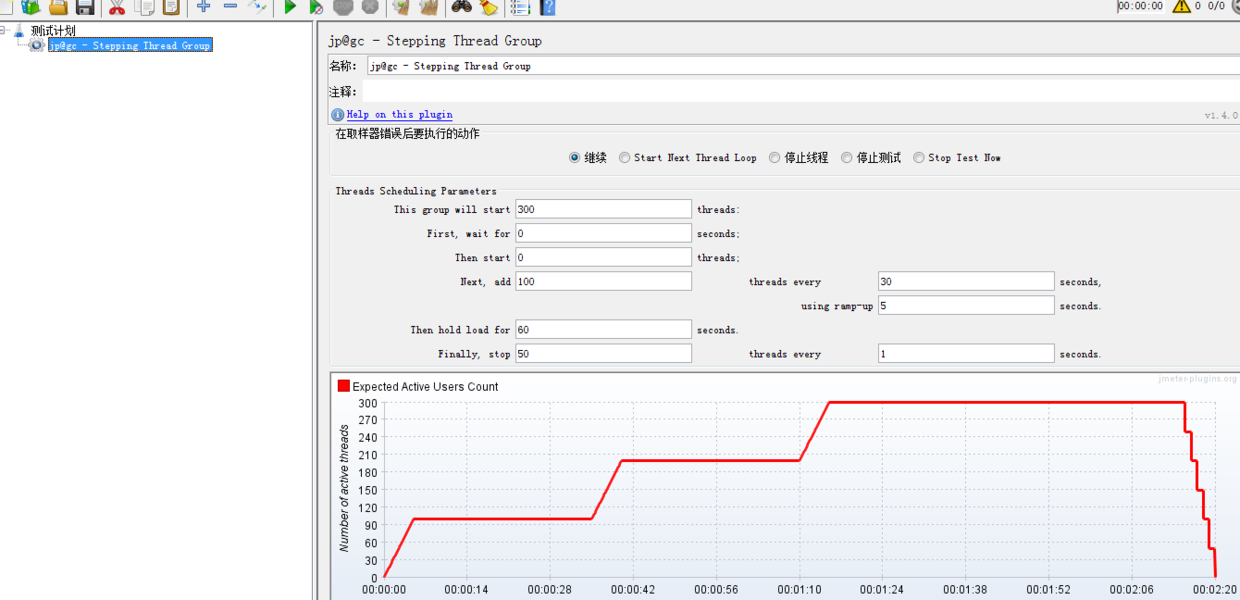 00:00:00 0 0/0
测试计划
jp@gc - Stepping Thread Group
jp@gc - Stepping Thread Group
名称: jp@gc - Stepping Thread Group
注释:
Help on this plugin v1.4.0
在取样器错误后要执行的动作
继续 Start Next Thread Loop 停止线程 停止测试 Stop Test Now
Threads Scheduling Parameters
This group will start 300 threads:
First, wait for 0 seconds;
Then start 0 threads;
Next, add 100 threads every 30 seconds,
using ramp-up 5 seconds.
Then hold load for 60 seconds.
Finally, stop 50 threads every 1 seconds.
jmeter-plugins.org
Expected Active Users Count
Number of active threads
300
270
240
210
180
150
120
90
60
30
0
00:00:00 00:00:14 00:00:28 00:00:42 00:00:56 00:01:10 00:01:24 00:01:38 00:01:52 00:02:06 00:02:20